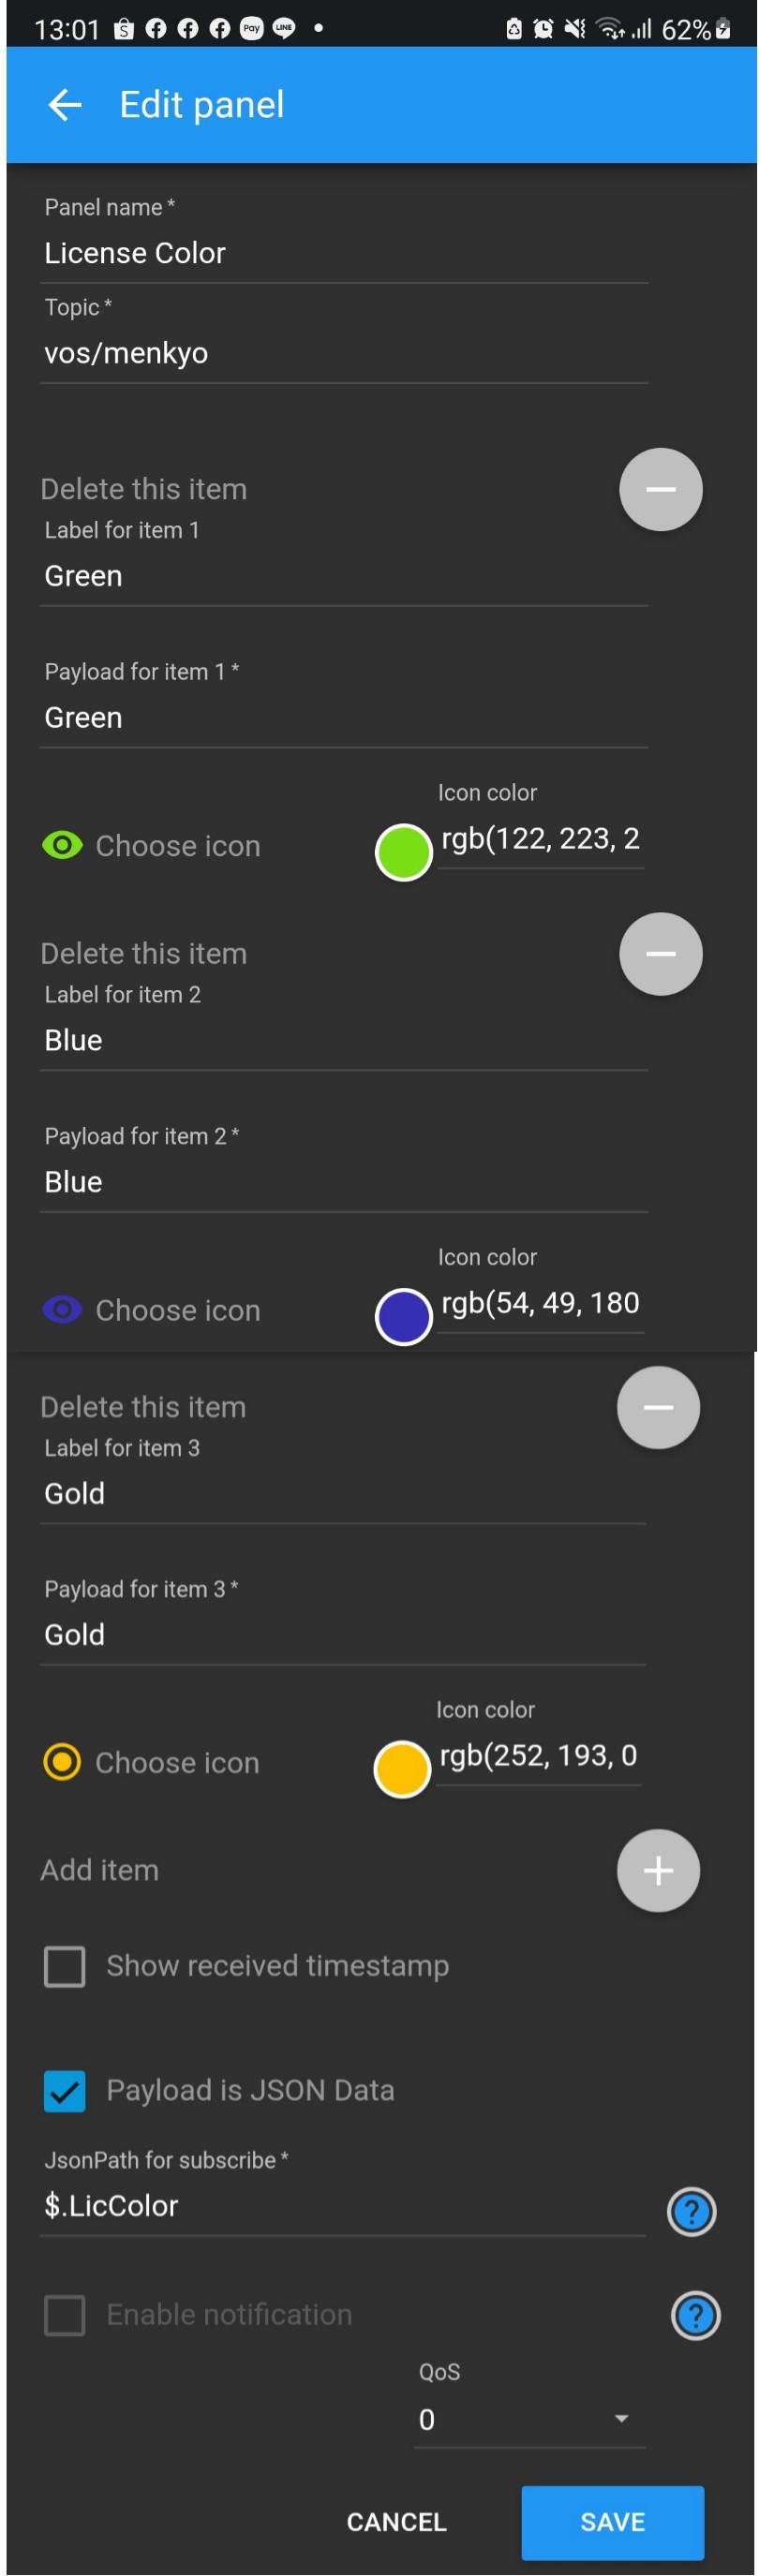 13:01 Pay LINE 62%
Edit panel
Panel name *
License Color
Topic *
vos/menkyo
Delete this item
Label for item 1
Green
Payload for item 1 *
Green
Icon color
Choose icon rgb(122, 223, 2
Delete this item
Label for item 2
Blue
Payload for item 2 *
Blue
Icon color
Choose icon rgb(54, 49, 180
Delete this item
Label for item 3
Gold
Payload for item 3 *
Gold
Icon color
Choose icon rgb(252, 193, 0
Add item
Show received timestamp
Payload is JSON Data
JsonPath for subscribe *
$.LicColor
Enable notification
QoS
0
CANCEL SAVE